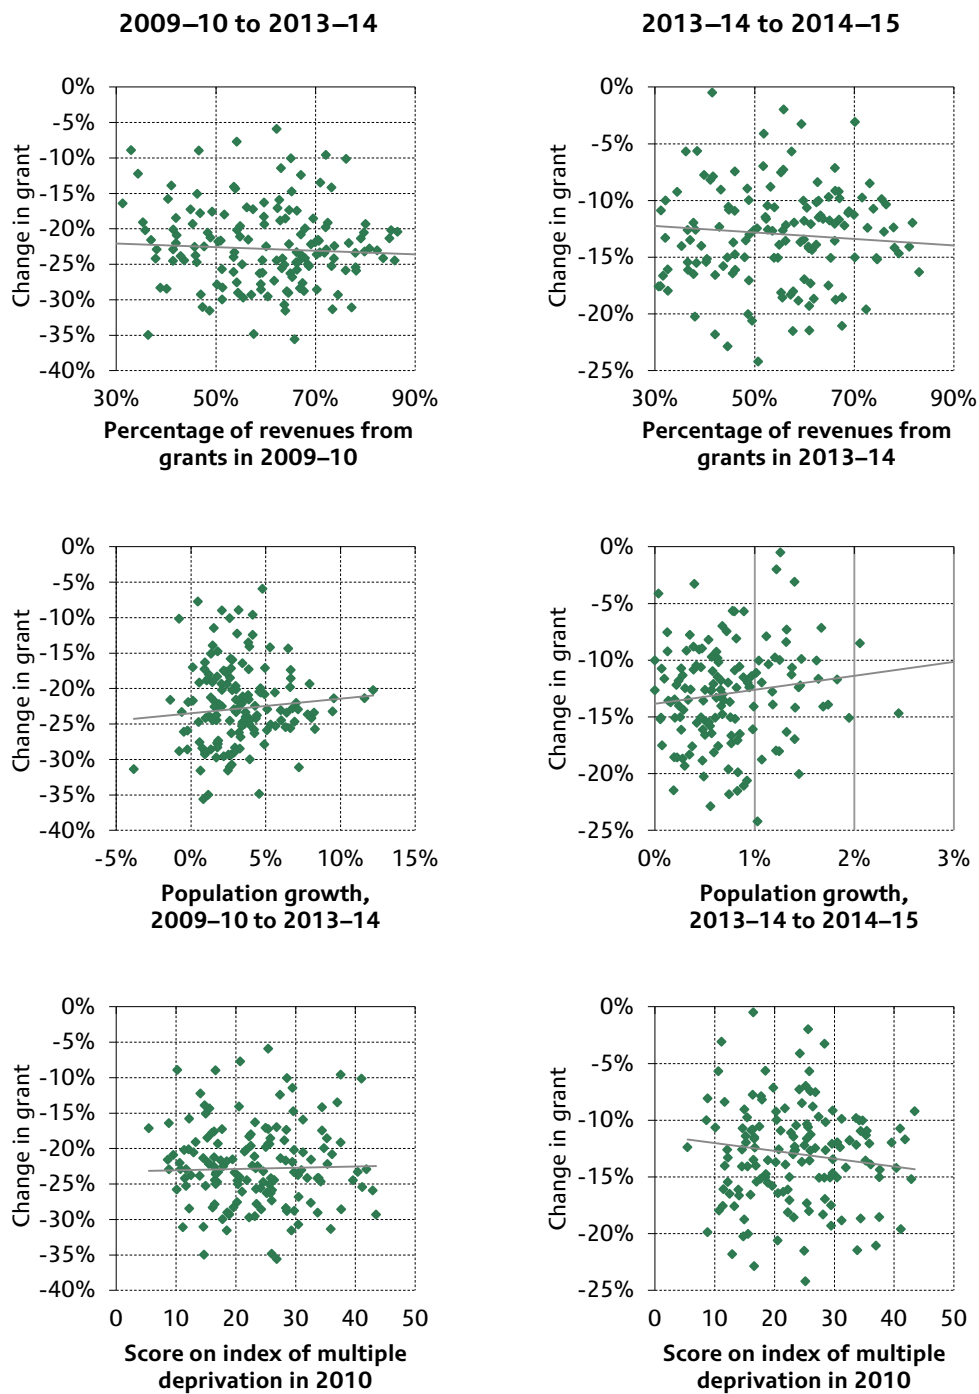 2009–10 to 2013–14
2013–14 to 2014–15
Change in grant
0%
-5%
-10%
-15%
-20%
-25%
-30%
-35%
-40%
30% 50% 70% 90%
Percentage of revenues from
grants in 2009–10
Change in grant
0%
-5%
-10%
-15%
-20%
-25%
30% 50% 70% 90%
Percentage of revenues from
grants in 2013–14
Change in grant
0%
-5%
-10%
-15%
-20%
-25%
-30%
-35%
-40%
-5% 0% 5% 10% 15%
Population growth,
2009–10 to 2013–14
Change in grant
0%
-5%
-10%
-15%
-20%
-25%
0% 1% 2% 3%
Population growth,
2013–14 to 2014–15
Change in grant
0%
-5%
-10%
-15%
-20%
-25%
-30%
-35%
-40%
0 10 20 30 40 50
Score on index of multiple
deprivation in 2010
Change in grant
0%
-5%
-10%
-15%
-20%
-25%
0 10 20 30 40 50
Score on index of multiple
deprivation in 2010